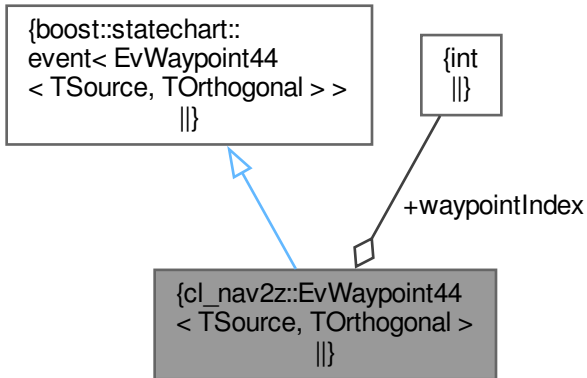 {boost::statechart::
event< EvWaypoint44
< TSource, TOrthogonal > >
||}
{int
||}
+waypointIndex
{cl_nav2z::EvWaypoint44
< TSource, TOrthogonal >
||}